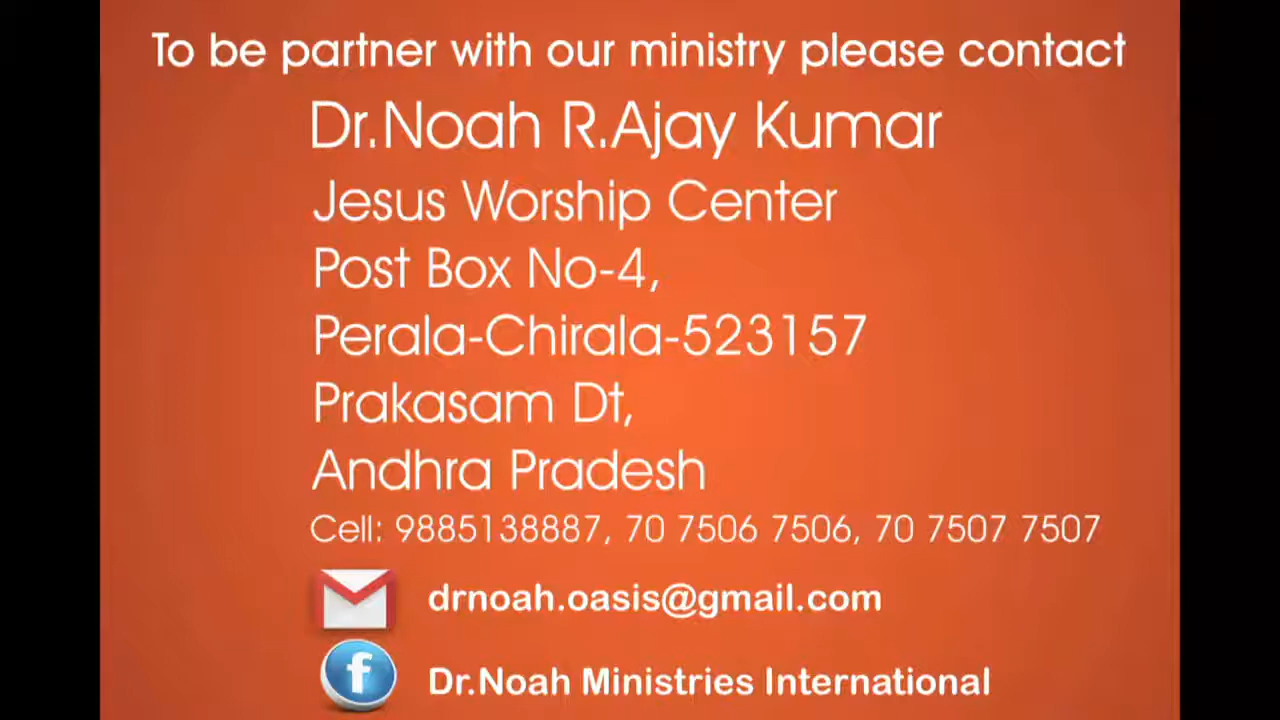 To be partner with our ministry please contact
Dr.Noah R.Ajay Kumar
Jesus Worship Center
Post Box No-4,
Perala-Chirala-523157
Prakasam Dt,
Andhra Pradesh
Cell: 9885138887, 70 7506 7506, 70 7507 7507
drnoah.oasis@gmail.com
f
Dr.Noah Ministries International